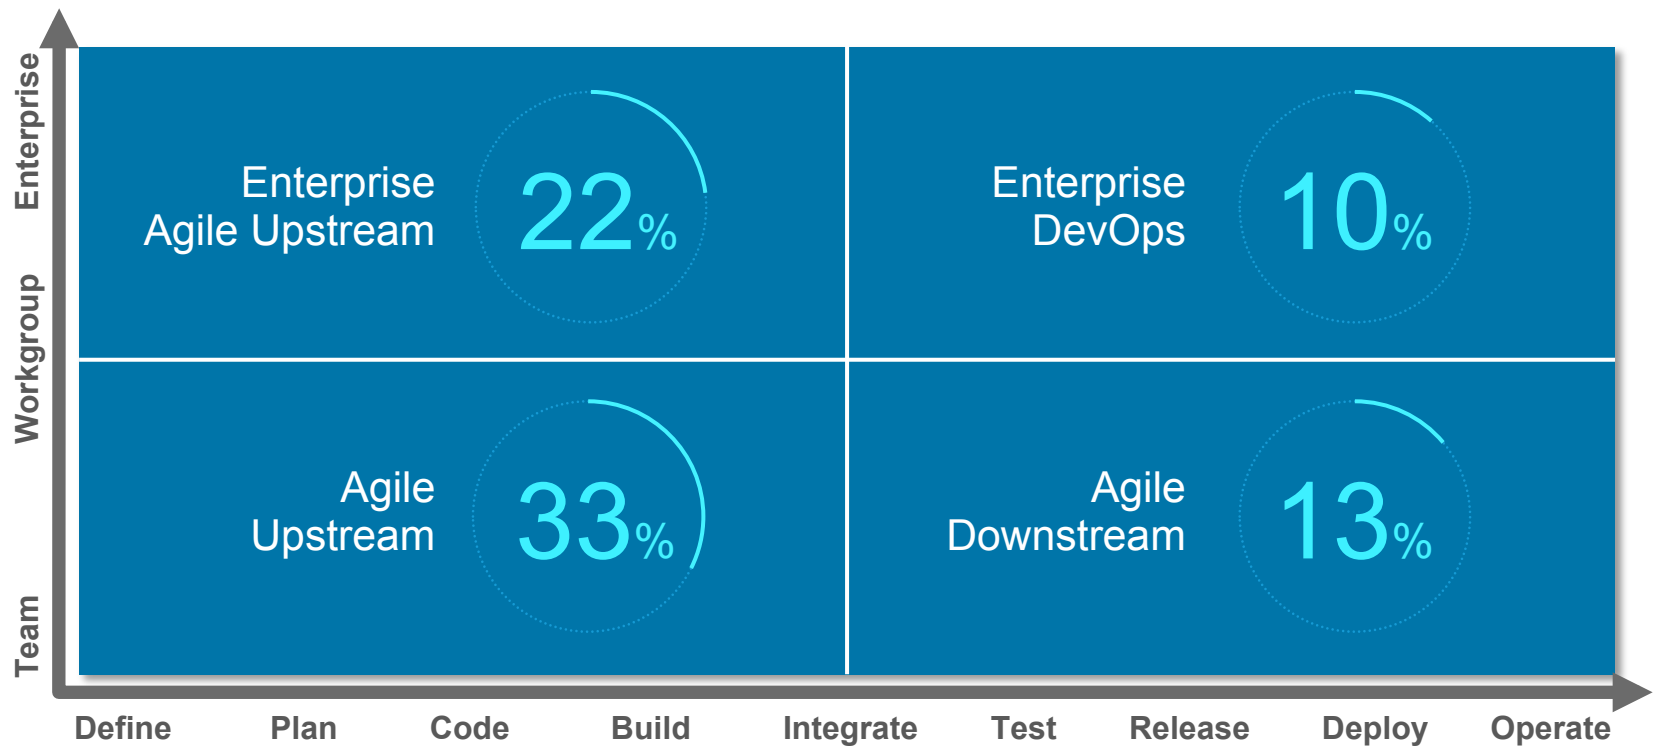 Enterprise
Workgroup
Team
Enterprise
Agile Upstream
22%
Enterprise
DevOps
10%
Agile
Upstream
33%
Agile
Downstream
13%
Define Plan Code Build Integrate Test Release Deploy Operate